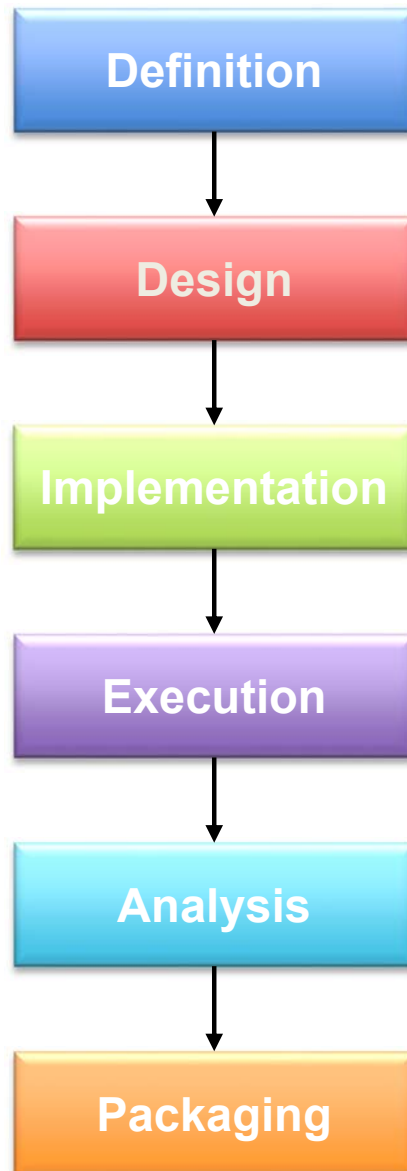 Definition
Design
Implementation
Execution
Analysis
Packaging